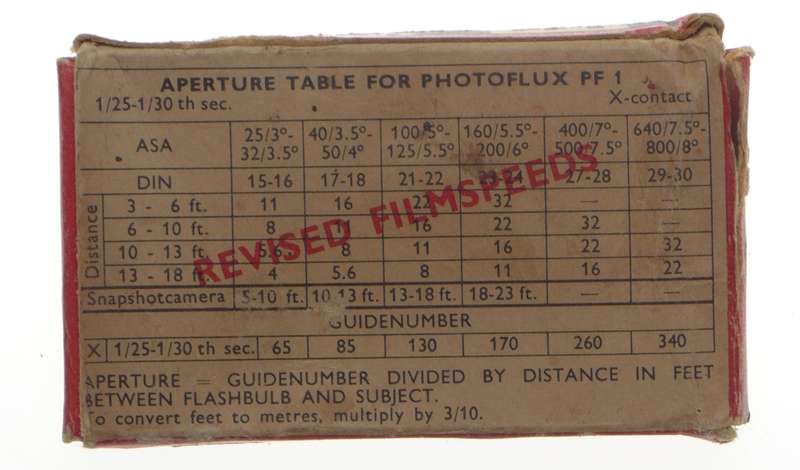 APERTURE TABLE FOR PHOTOFLUX PF 1
1/25-1/30 th sec. X-contact
ASA 25/3°- 40/3.5°- 100/5°- 160/5.5°- 400/7°- 640/7.5°-
32/3.5° 50/4° 125/5.5° 200/6° 500/7.5° 800/8°
DIN 15-16 17-18 21-22 23-24 27-28 29-30
Distance
3 - 6 ft. 11 16 22 32 — —
6 - 10 ft. 8 11 16 22 32 —
10 - 13 ft. 5.6 8 11 16 22 32
13 - 18 ft. 4 5.6 8 11 16 22
Snapshotcamera 5-10 ft. 10-13 ft. 13-18 ft. 18-23 ft. — —
REVISED FILMSPEEDS
GUIDENUMBER
X 1/25-1/30 th sec. 65 85 130 170 260 340
APERTURE = GUIDENUMBER DIVIDED BY DISTANCE IN FEET
BETWEEN FLASHBULB AND SUBJECT.
To convert feet to metres, multiply by 3/10.